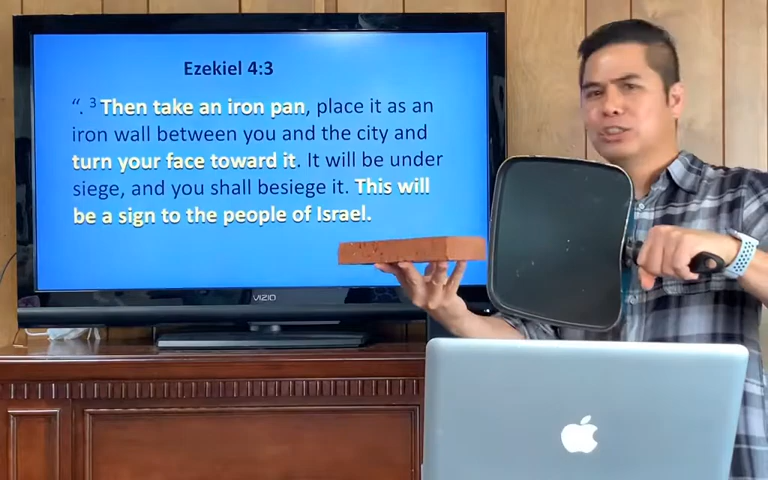 Ezekiel 4:3
“. ³ Then take an iron pan, place it as an
iron wall between you and the city and
turn your face toward it. It will be under
siege, and you shall besiege it. This will
be a sign to the people of Israel.
VIZIO